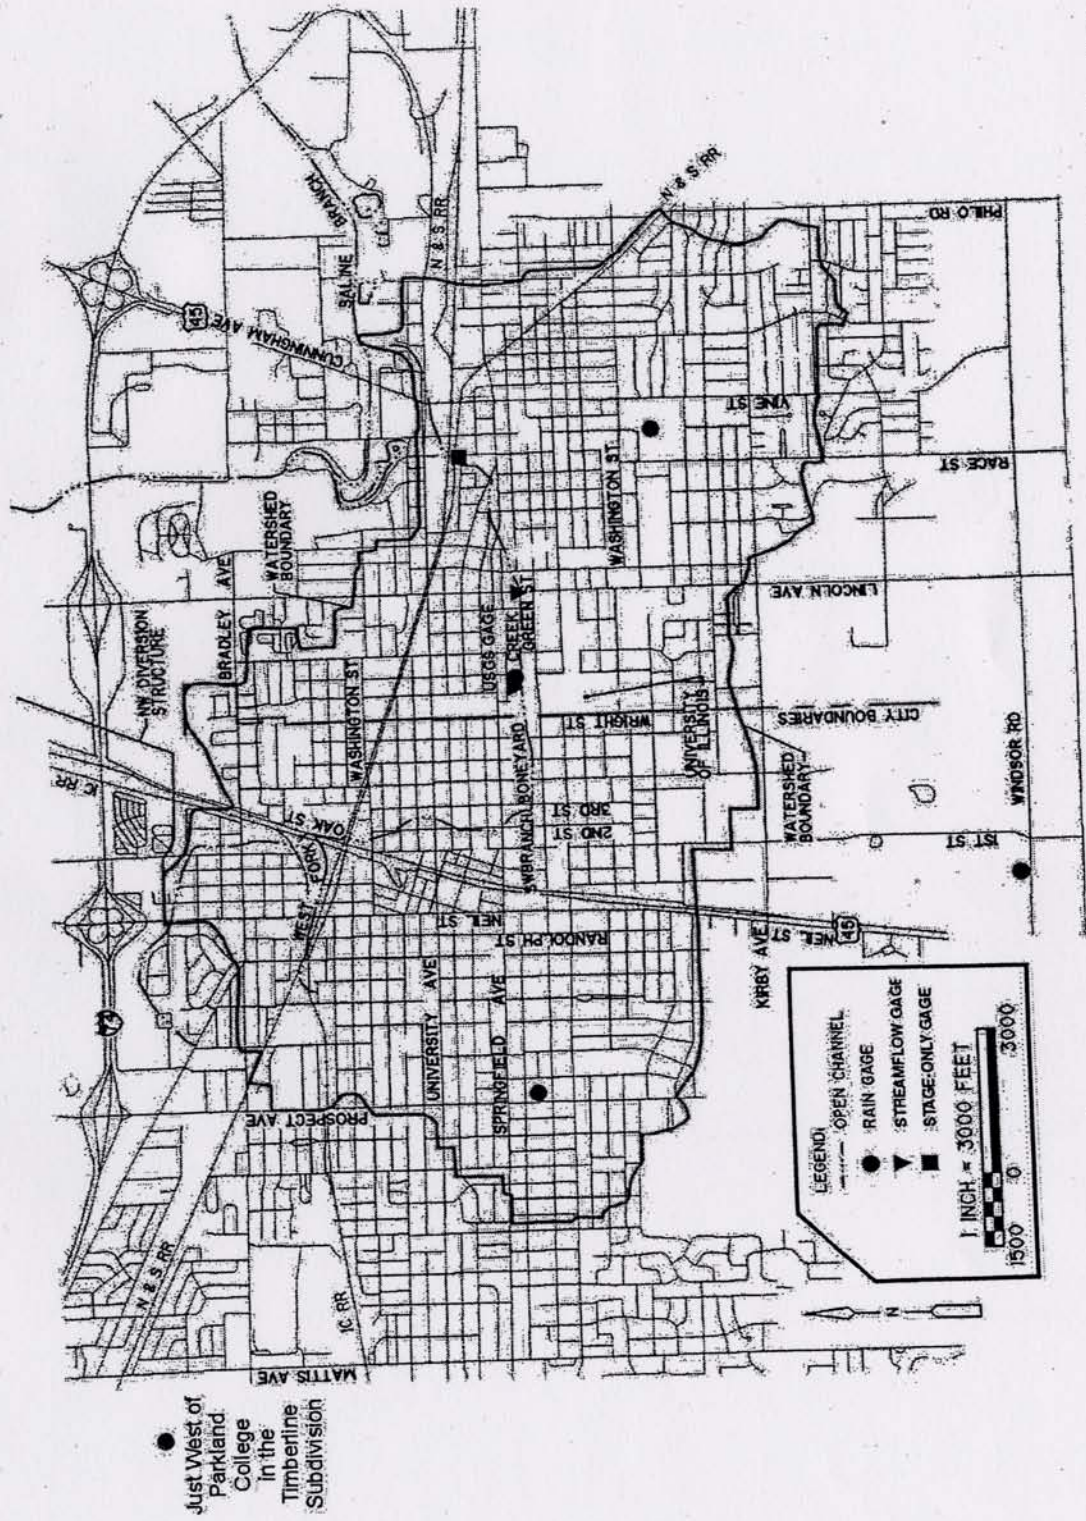 Just West of
Parkland
College
in the
Timberline
Subdivision
MATTIS AVE
N & S RR
IC RR
PROSPECT AVE
74
UNIVERSITY AVE
SPRINGFIELD AVE
WEST FORK
NEIL ST
RANDOLPH ST
IC RR
OAK ST
2ND ST
3RD ST
WASHINGTON ST
BRADLEY AVE
DIVERSION
STRUCTURE
WATERSHED
BOUNDARY
BONEYARD
CREEK
USGS GAGE
GREEN ST
WRIGHT ST
UNIVERSITY
OF ILLINOIS
CITY BOUNDARIES
WATERSHED
BOUNDARY
KIRBY AVE
NEIL ST
45
1ST ST
WINDSOR RD
LINCOLN AVE
WASHINGTON ST
RACE ST
VINE ST
PHILO RD
N & S RR
N & S RR
SALINE
BRANCH
CUNNINGHAM AVE
45
LEGEND
OPEN CHANNEL
RAIN GAGE
STREAMFLOW GAGE
STAGE-ONLY GAGE
1 INCH = 3000 FEET
1500 0 3000
N